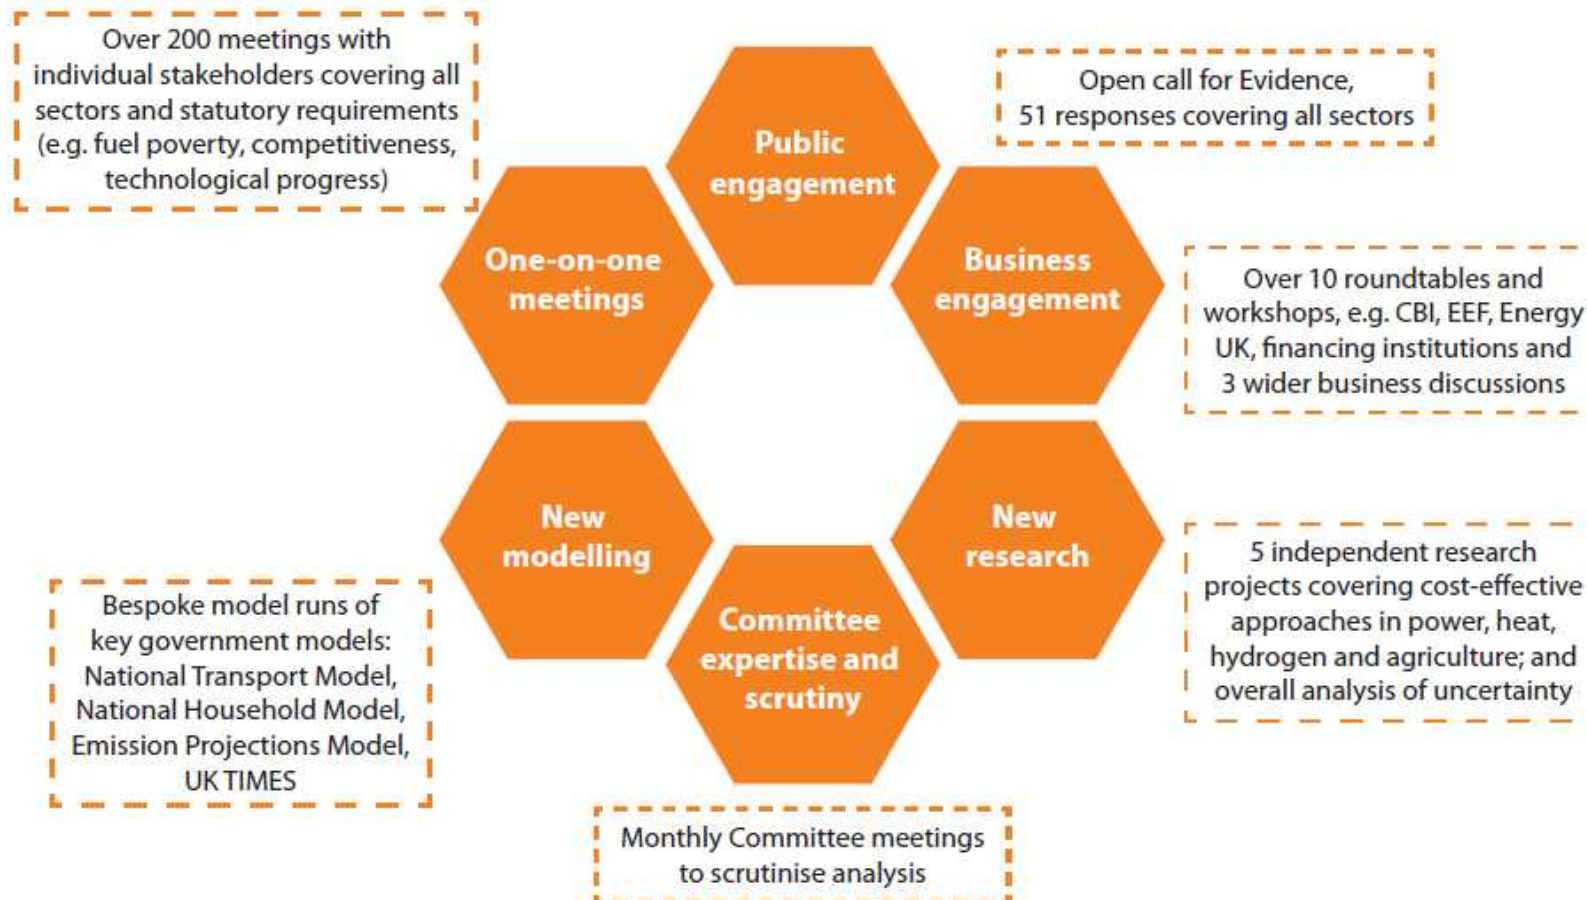 Over 200 meetings with
individual stakeholders covering all
sectors and statutory requirements
(e.g. fuel poverty, competitiveness,
technological progress)
Public
engagement
Open call for Evidence,
51 responses covering all sectors
One-on-one
meetings
Business
engagement
Over 10 roundtables and
workshops, e.g. CBI, EEF, Energy
UK, financing institutions and
3 wider business discussions
New
modelling
New
research
Bespoke model runs of
key government models:
National Transport Model,
National Household Model,
Emission Projections Model,
UK TIMES
Committee
expertise and
scrutiny
5 independent research
projects covering cost-effective
approaches in power, heat,
hydrogen and agriculture; and
overall analysis of uncertainty
Monthly Committee meetings
to scrutinise analysis